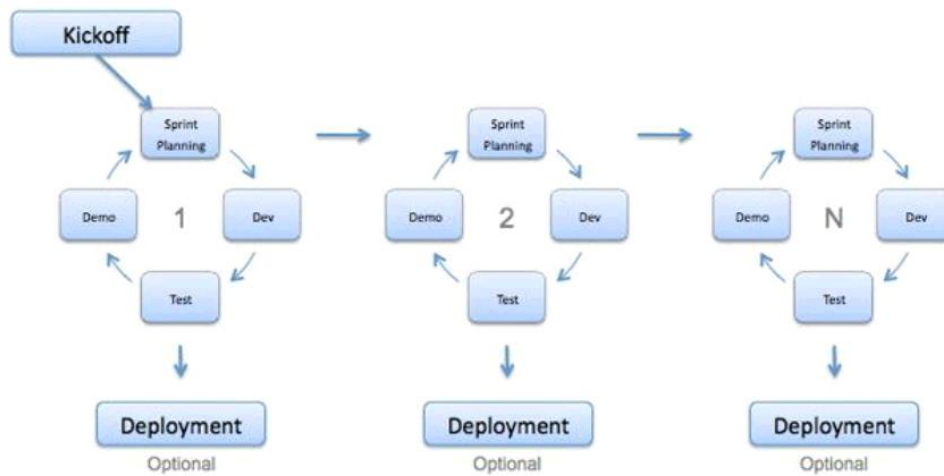 Kickoff
Sprint
Planning
Demo
1
Dev
Test
Deployment
Optional
Sprint
Planning
Demo
2
Dev
Test
Deployment
Optional
Sprint
Planning
Demo
N
Dev
Test
Deployment
Optional